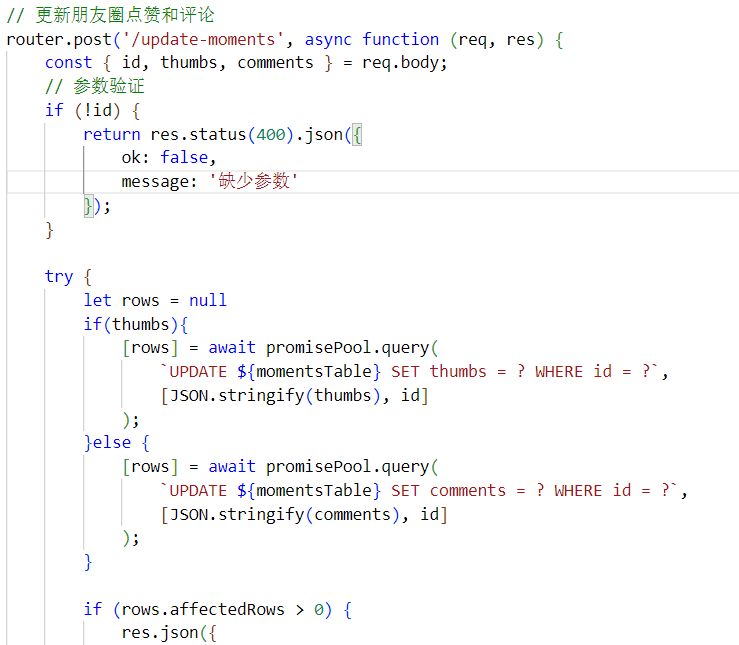 // 更新朋友圈点赞和评论
router.post('/update-moments', async function (req, res) {
    const { id, thumbs, comments } = req.body;
    // 参数验证
    if (!id) {
        return res.status(400).json({
            ok: false,
            message: '缺少参数'
        });
    }

    try {
        let rows = null
        if(thumbs){
            [rows] = await promisePool.query(
                `UPDATE ${momentsTable} SET thumbs = ? WHERE id = ?`,
                [JSON.stringify(thumbs), id]
            );
        }else {
            [rows] = await promisePool.query(
                `UPDATE ${momentsTable} SET comments = ? WHERE id = ?`,
                [JSON.stringify(comments), id]
            );
        }

        if (rows.affectedRows > 0) {
            res.json({